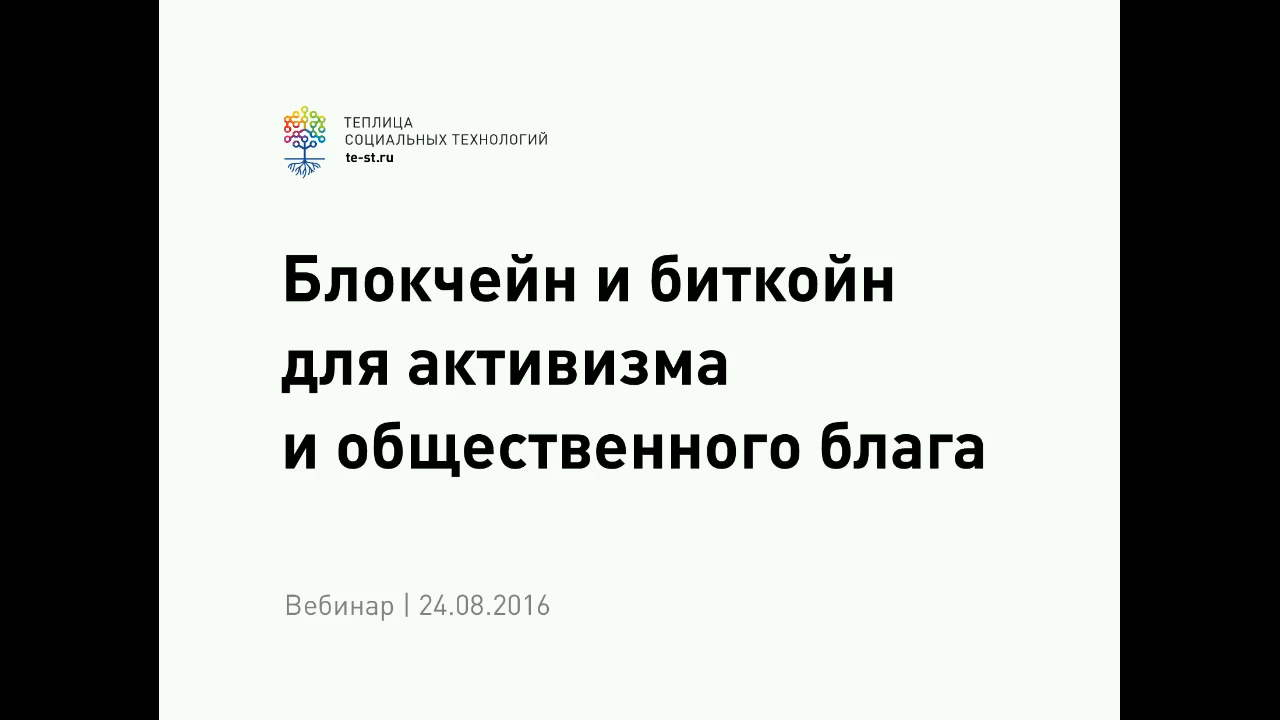 ТЕПЛИЦА
СОЦИАЛЬНЫХ ТЕХНОЛОГИЙ
te-st.ru
Блокчейн и биткойн
для активизма
и общественного блага
Вебинар | 24.08.2016